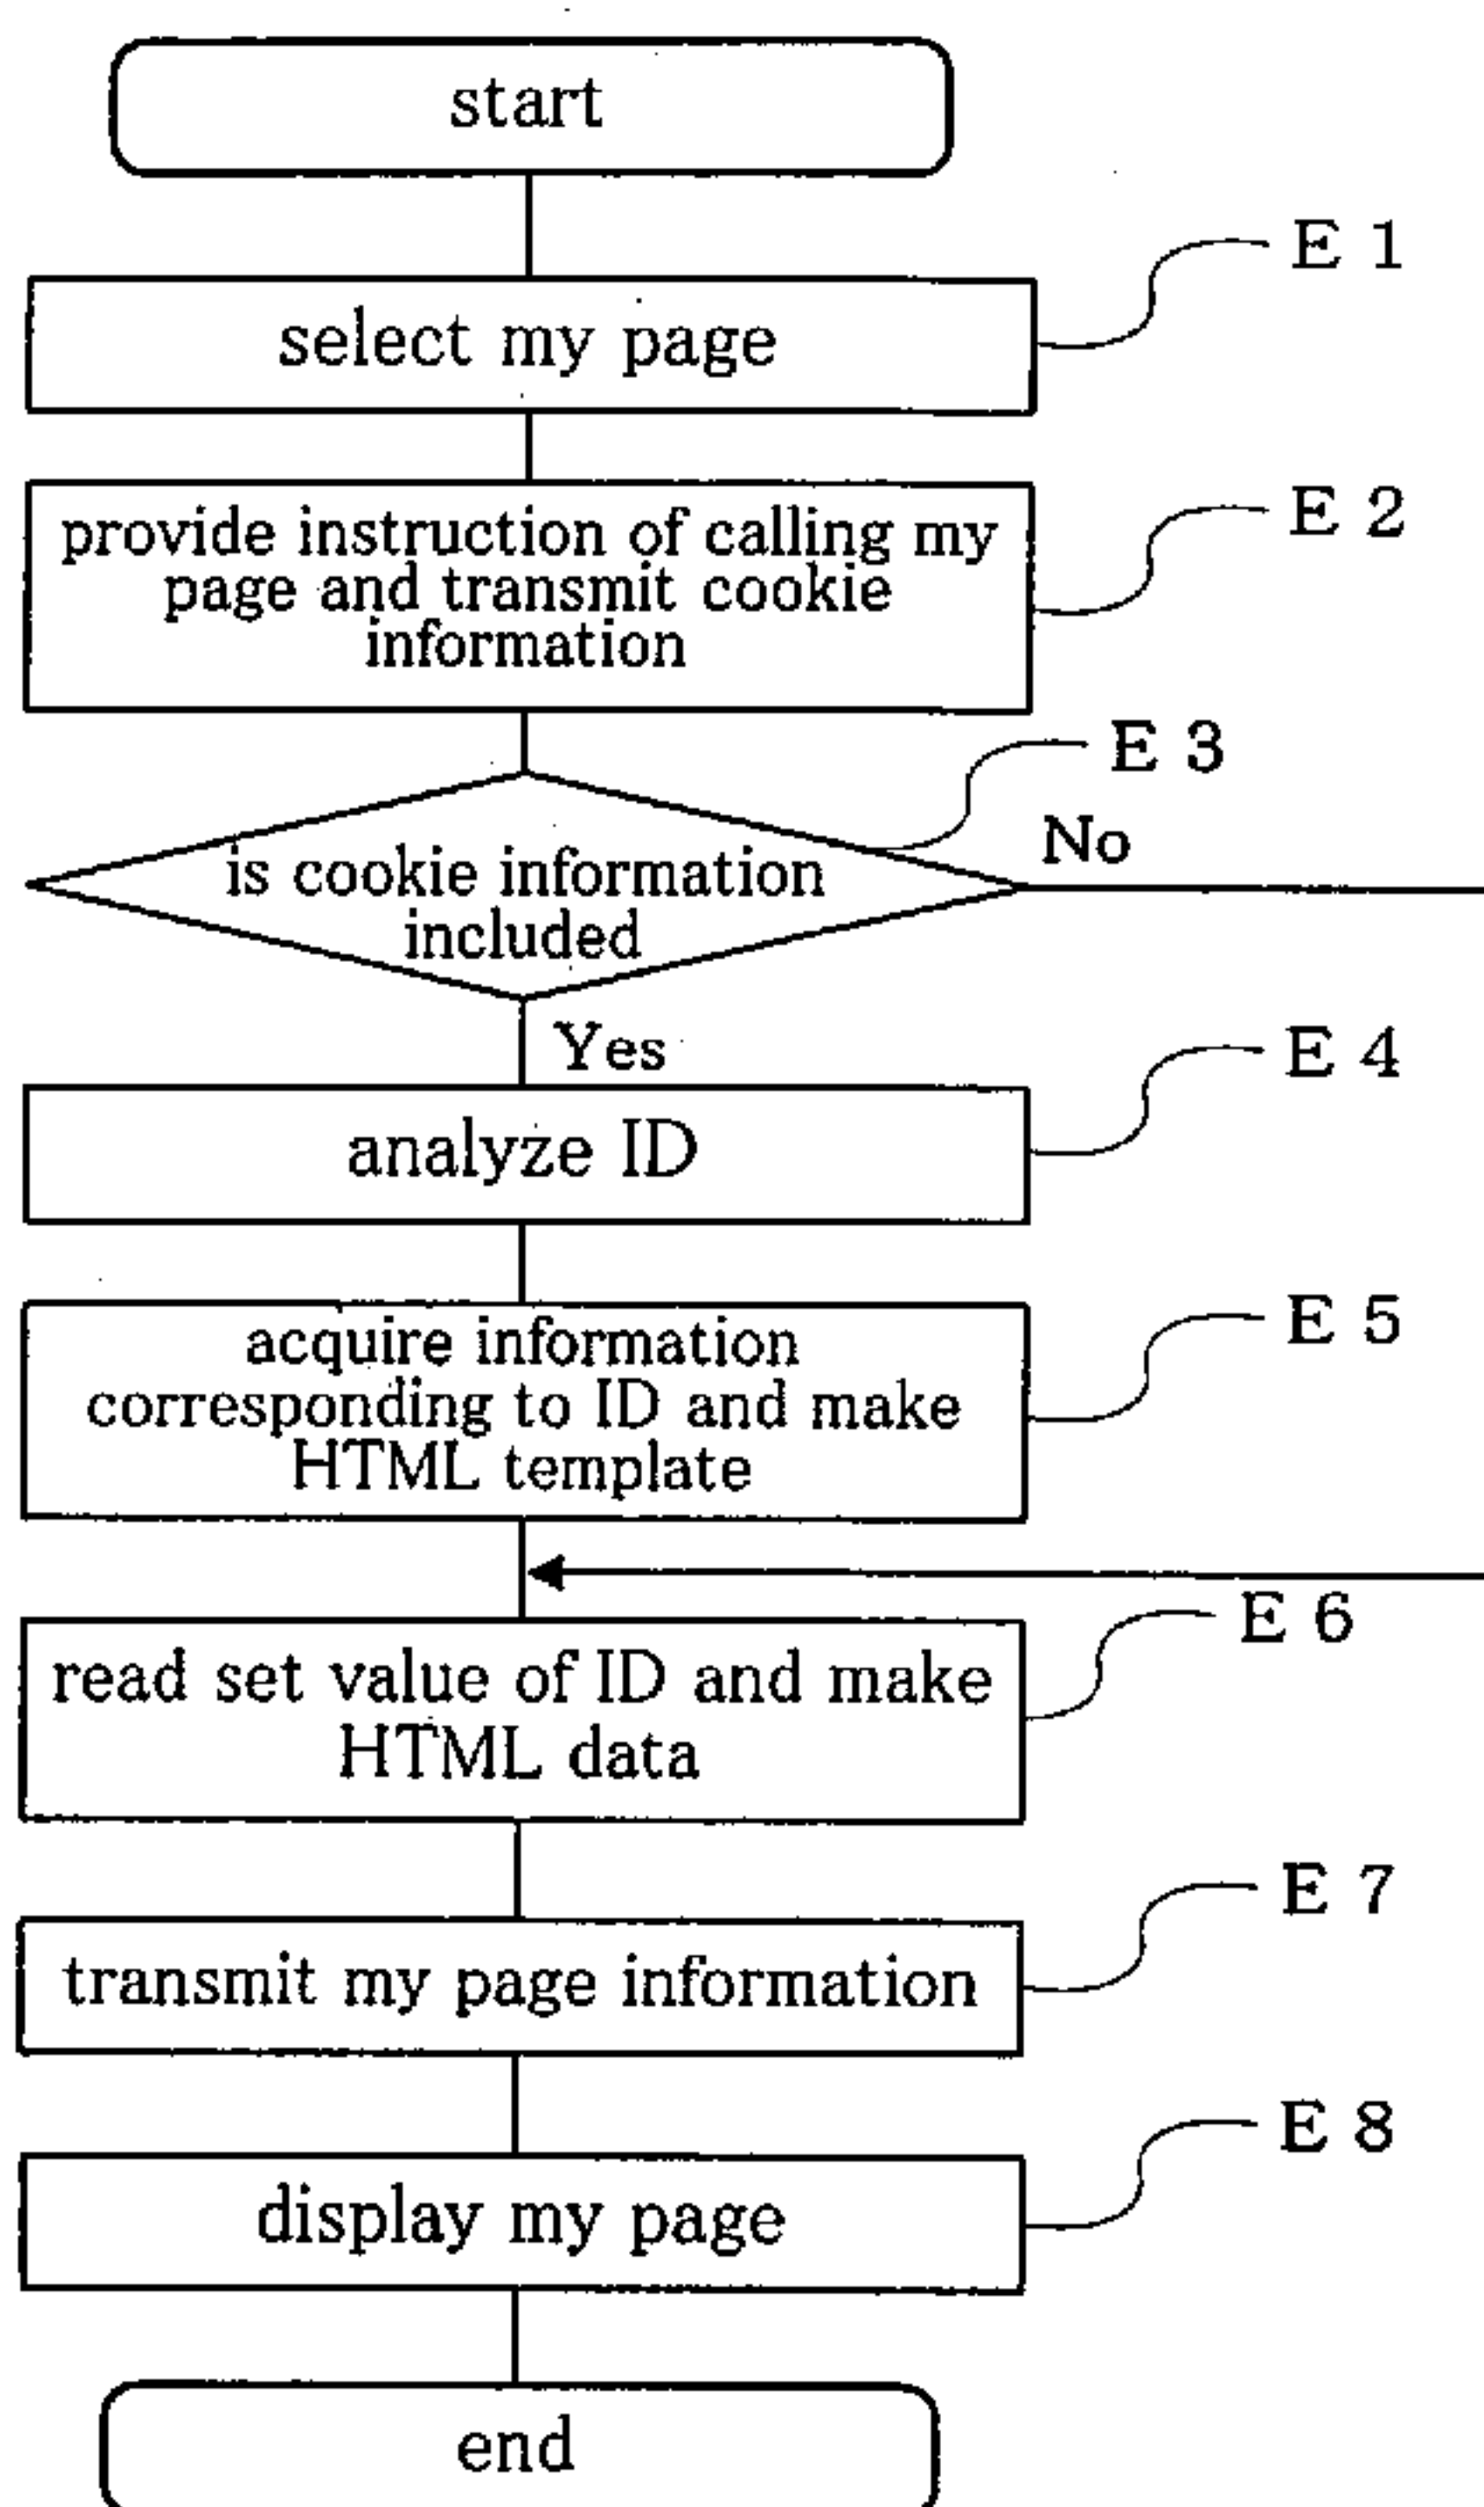 start
E 1
select my page
E 2
provide instruction of calling my
page and transmit cookie
information
E 3
No
is cookie information
included
Yes
E 4
analyze ID
E 5
acquire information
corresponding to ID and make
HTML template
E 6
read set value of ID and make
HTML data
E 7
transmit my page information
E 8
display my page
end